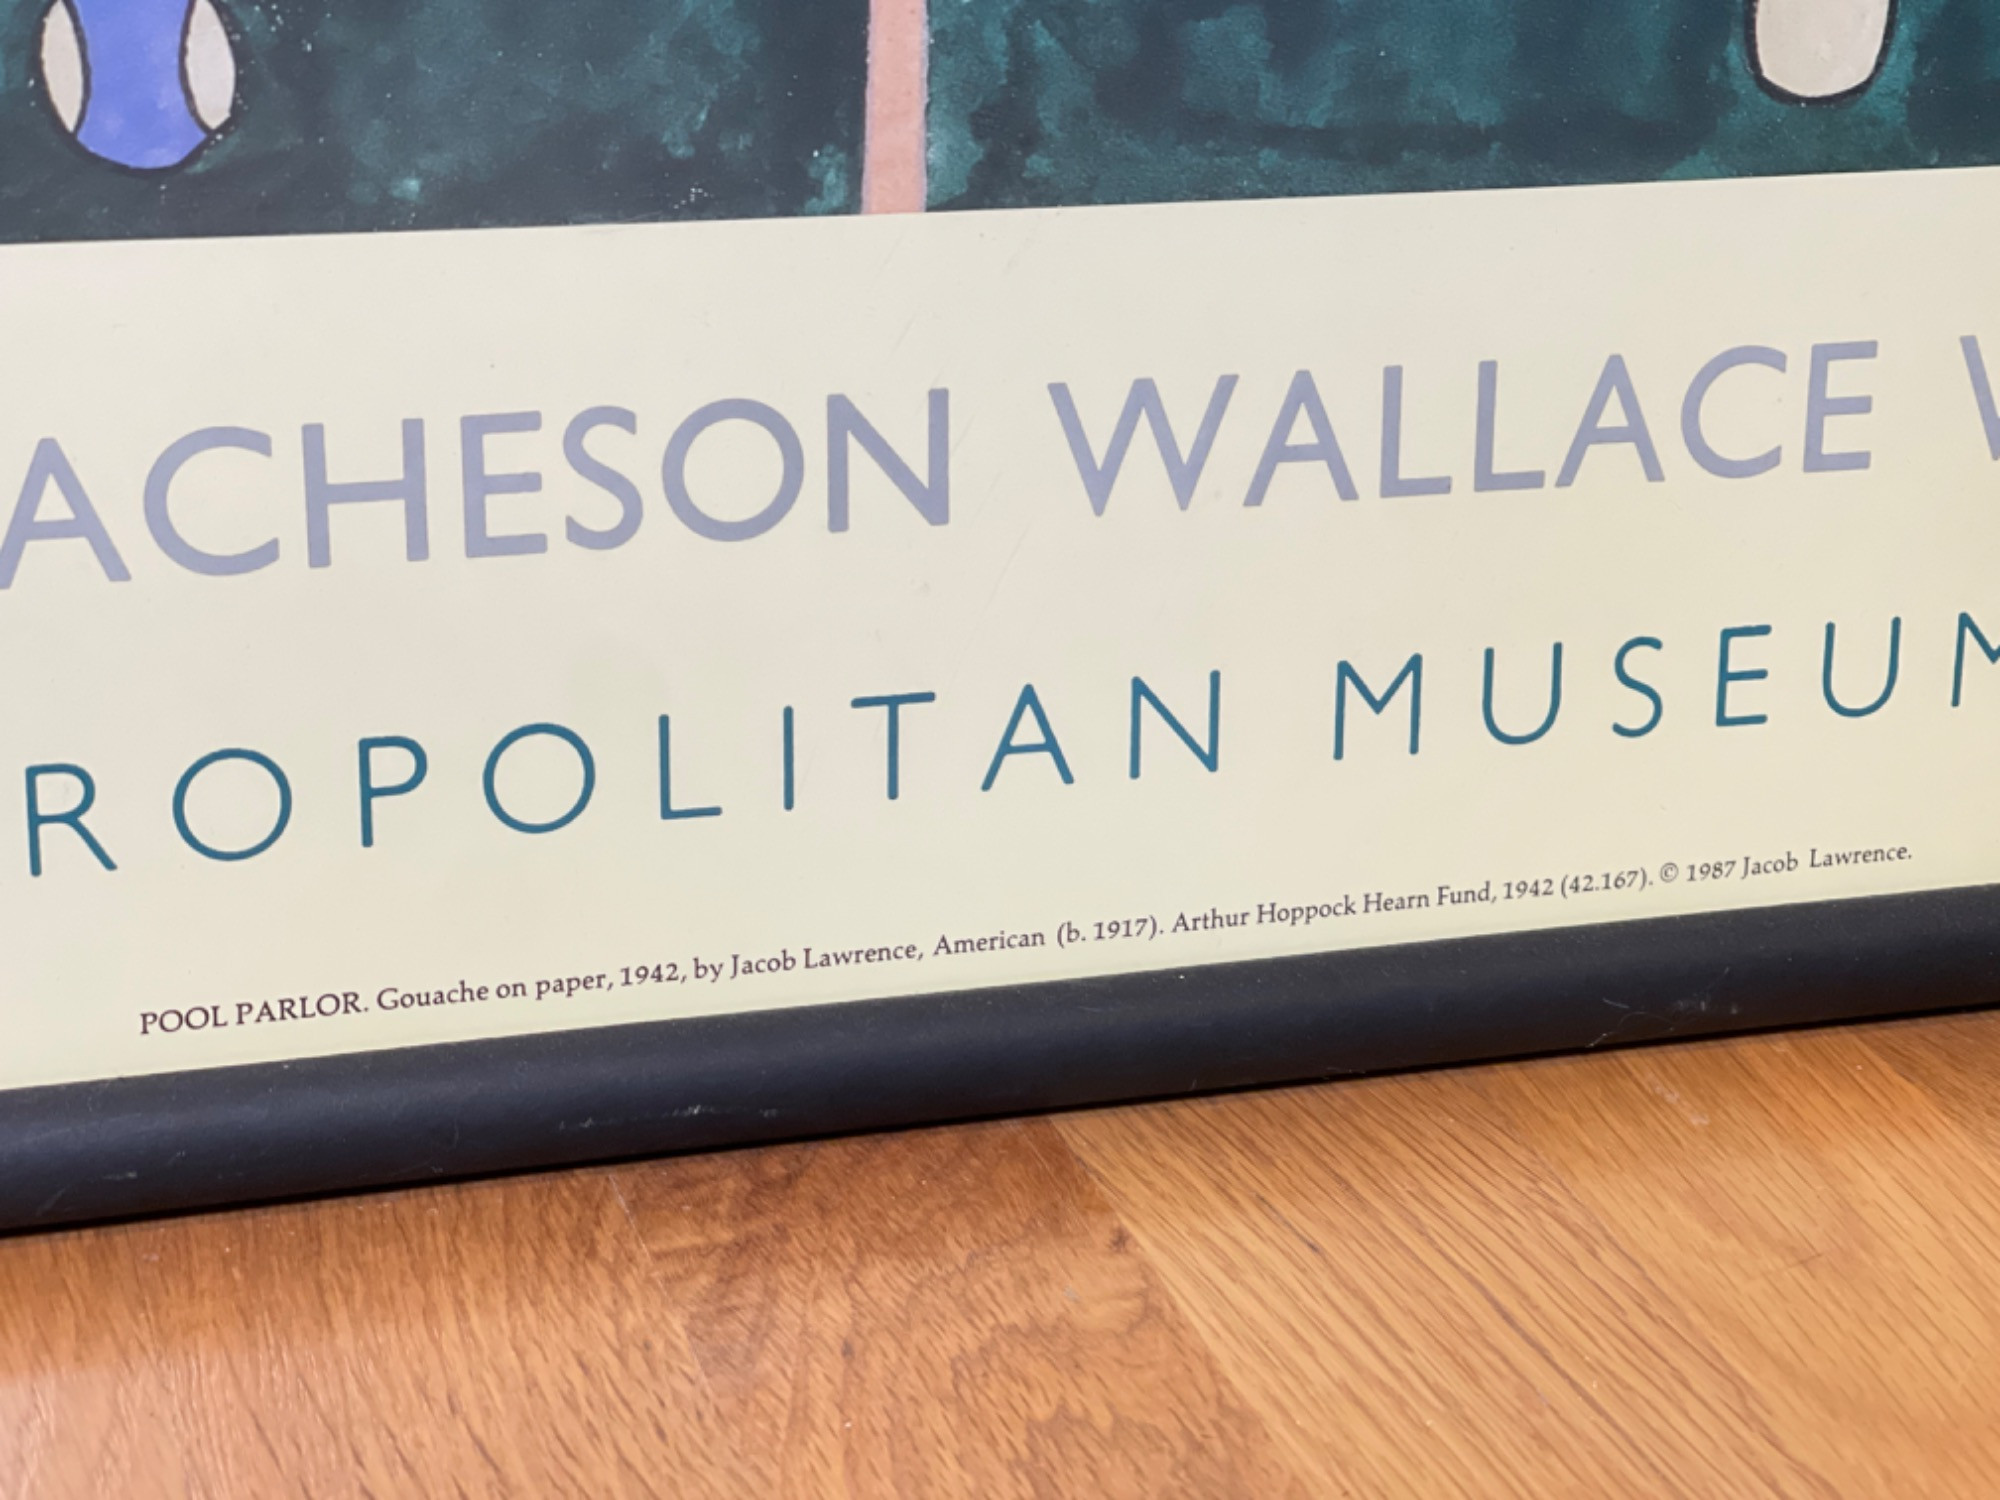 ACHESON WALLACE
ROPOLITAN MUSEUM
POOL PARLOR. Gouache on paper, 1942, by Jacob Lawrence, American (b. 1917). Arthur Hoppock Hearn Fund, 1942 (42.167). © 1987 Jacob Lawrence.